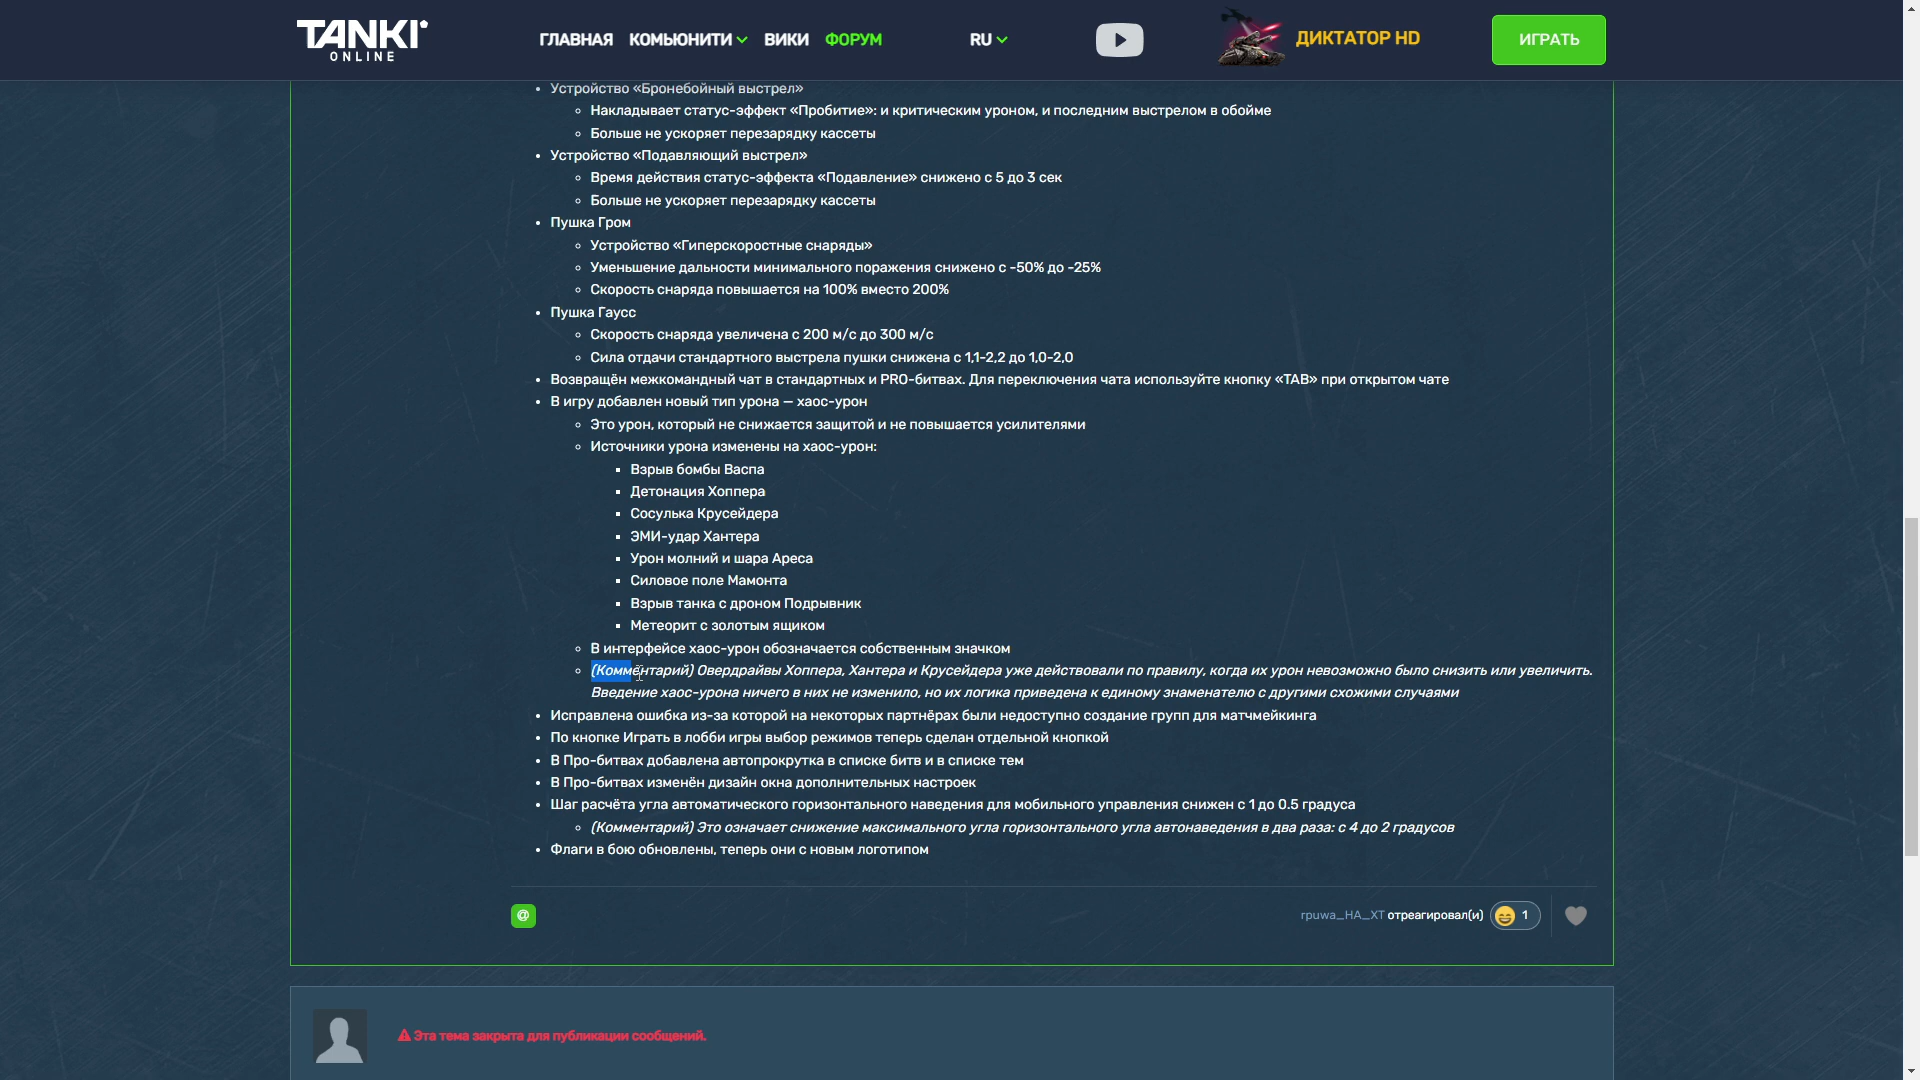 TANKI
ONLINE
ГЛАВНАЯ КОМЬЮНИТИ ВИКИ ФОРУМ RU ДИКТАТОР HD ИГРАТЬ
Устройство «Бронебойный выстрел»
Накладывает статус-эффект «Пробитие»: и критическим уроном, и последним выстрелом в обойме
Больше не ускоряет перезарядку кассеты
Устройство «Подавляющий выстрел»
Время действия статус-эффекта «Подавление» снижено с 5 до 3 сек
Больше не ускоряет перезарядку кассеты
Пушка Гром
Устройство «Гиперскоростные снаряды»
Уменьшение дальности минимального поражения снижено с -50% до -25%
Скорость снаряда повышается на 100% вместо 200%
Пушка Гаусс
Скорость снаряда увеличена с 200 м/с до 300 м/с
Сила отдачи стандартного выстрела пушки снижена с 1,1-2,2 до 1,0-2,0
Возвращён межкомандный чат в стандартных и PRO-битвах. Для переключения чата используйте кнопку «TAB» при открытом чате
В игру добавлен новый тип урона — хаос-урон
Это урон, который не снижается защитой и не повышается усилителями
Источники урона изменены на хаос-урон:
Взрыв бомбы Васпа
Детонация Хоппера
Сосулька Крусейдера
ЭМИ-удар Хантера
Урон молний и шара Ареса
Силовое поле Мамонта
Взрыв танка с дроном Подрывник
Метеорит с золотым ящиком
В интерфейсе хаос-урон обозначается собственным значком
(Комментарий) Овердрайвы Хоппера, Хантера и Крусейдера уже действовали по правилу, когда их урон невозможно было снизить или увеличить.
Введение хаос-урона ничего в них не изменило, но их логика приведена к единому знаменателю с другими схожими случаями
Исправлена ошибка из-за которой на некоторых партнёрах были недоступно создание групп для матчмейкинга
По кнопке Играть в лобби игры выбор режимов теперь сделан отдельной кнопкой
В Про-битвах добавлена автопрокрутка в списке битв и в списке тем
В Про-битвах изменён дизайн окна дополнительных настроек
Шаг расчёта угла автоматического горизонтального наведения для мобильного управления снижен с 1 до 0.5 градуса
(Комментарий) Это означает снижение максимального угла горизонтального угла автонаведения в два раза: с 4 до 2 градусов
Флаги в бою обновлены, теперь они с новым логотипом
@ rpuwa_HA_XT отреагировал(и) 1
Эта тема закрыта для публикации сообщений.